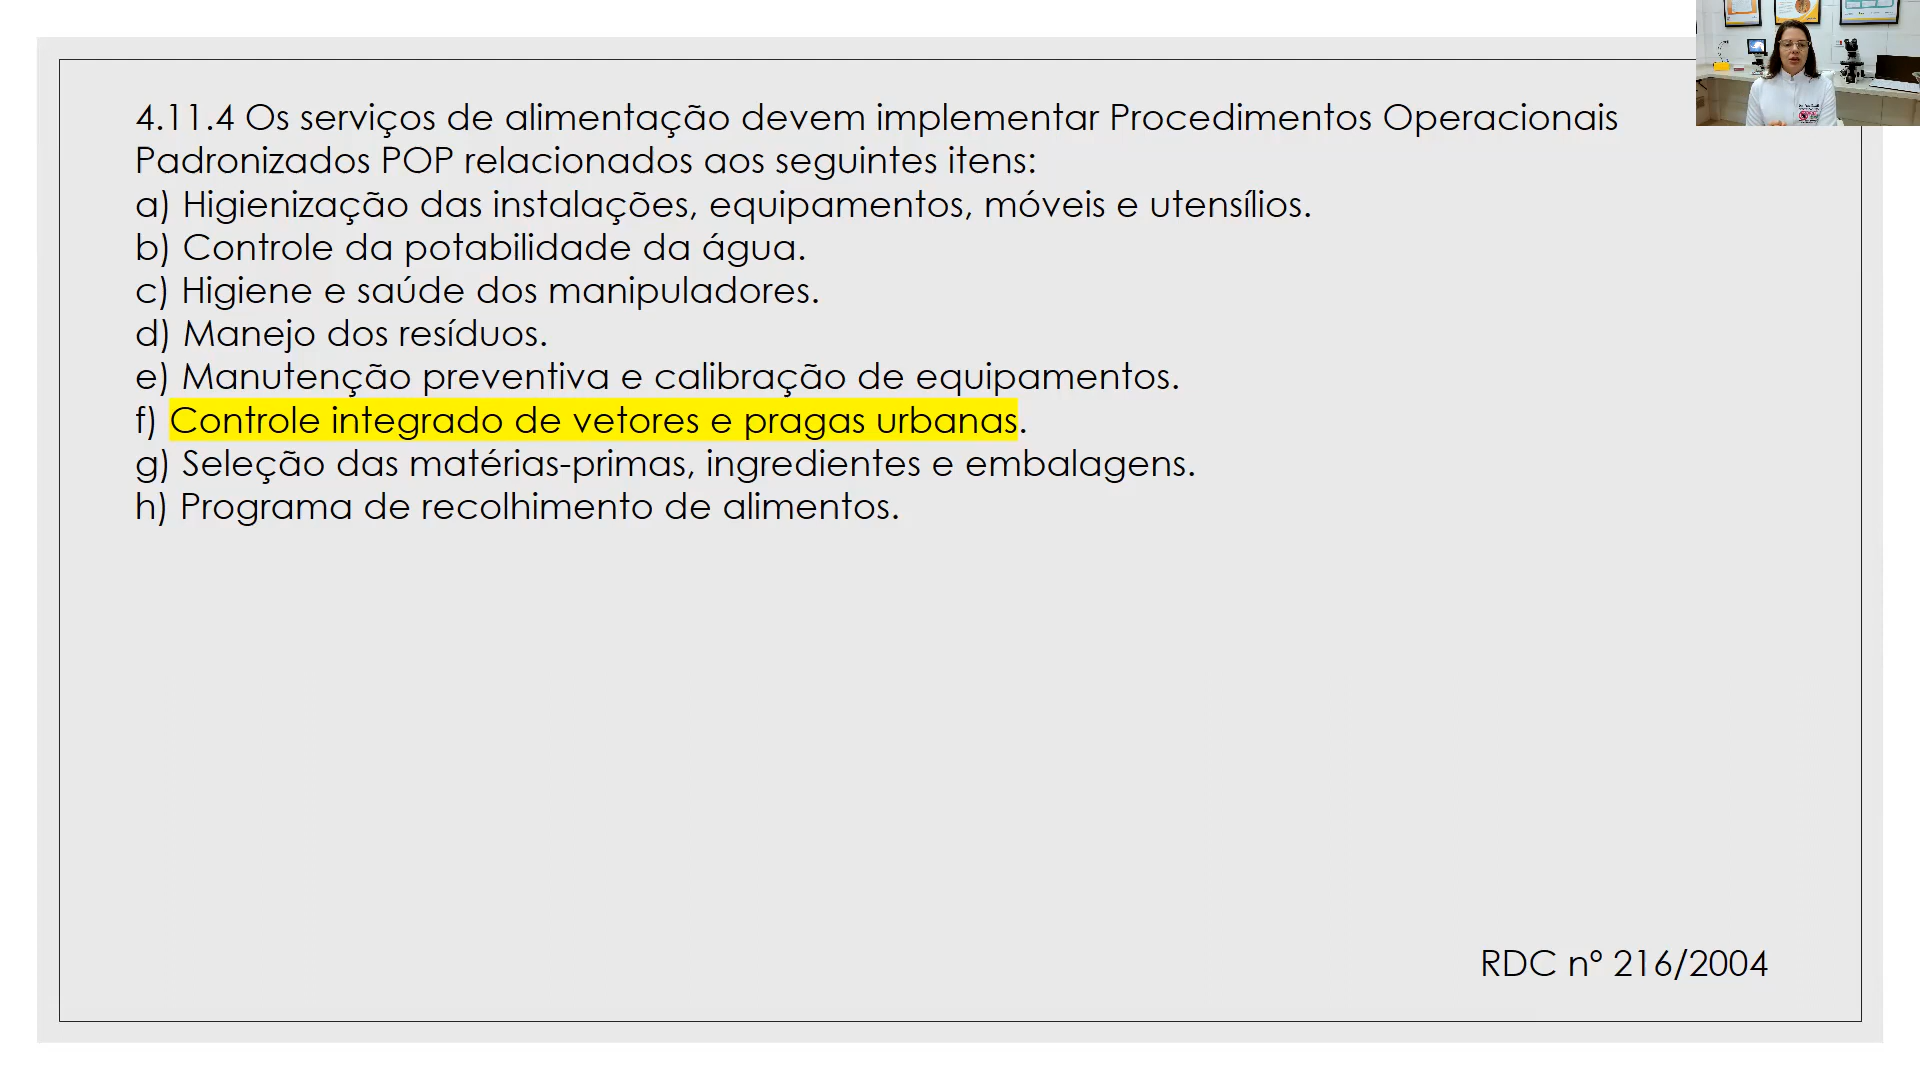 4.11.4 Os serviços de alimentação devem implementar Procedimentos Operacionais
Padronizados POP relacionados aos seguintes itens:
a) Higienização das instalações, equipamentos, móveis e utensílios.
b) Controle da potabilidade da água.
c) Higiene e saúde dos manipuladores.
d) Manejo dos resíduos.
e) Manutenção preventiva e calibração de equipamentos.
f) Controle integrado de vetores e pragas urbanas.
g) Seleção das matérias-primas, ingredientes e embalagens.
h) Programa de recolhimento de alimentos.
RDC nº 216/2004